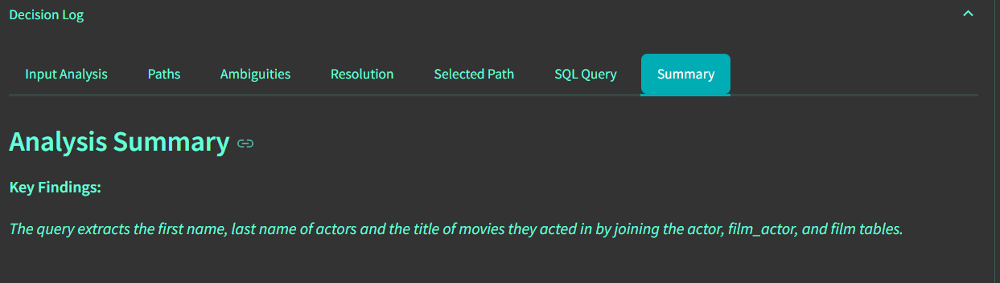 Decision Log
Input Analysis Paths Ambiguities Resolution Selected Path SQL Query Summary
Analysis Summary
Key Findings:
The query extracts the first name, last name of actors and the title of movies they acted in by joining the actor, film_actor, and film tables.